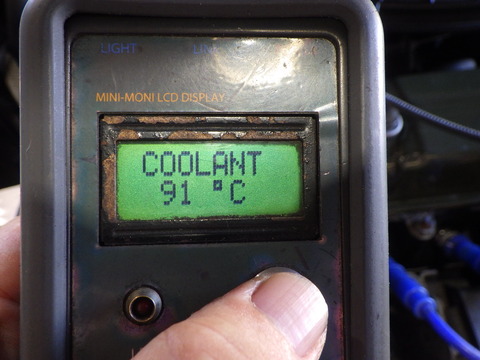 LIGHT
MINI-MONI LCD DISPLAY
COOLANT
91 °C